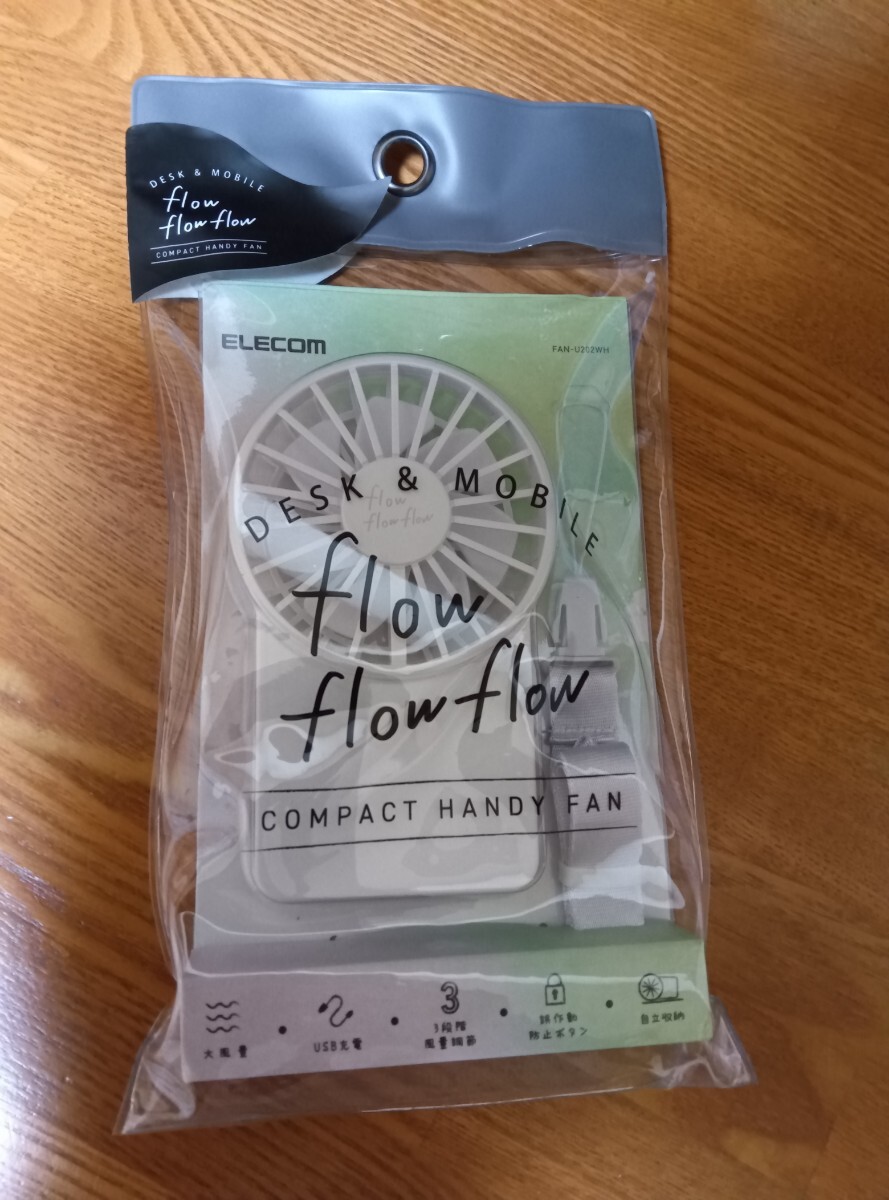 DESK & MOBILE
flow
flow flow
COMPACT HANDY FAN
ELECOM
FAN-U202WH
flow
flow flow
DESK & MOBILE
flow
flow flow
COMPACT HANDY FAN
大風量
USB充電
3
3段階
風量調節
誤作動
防止ボタン
自立収納